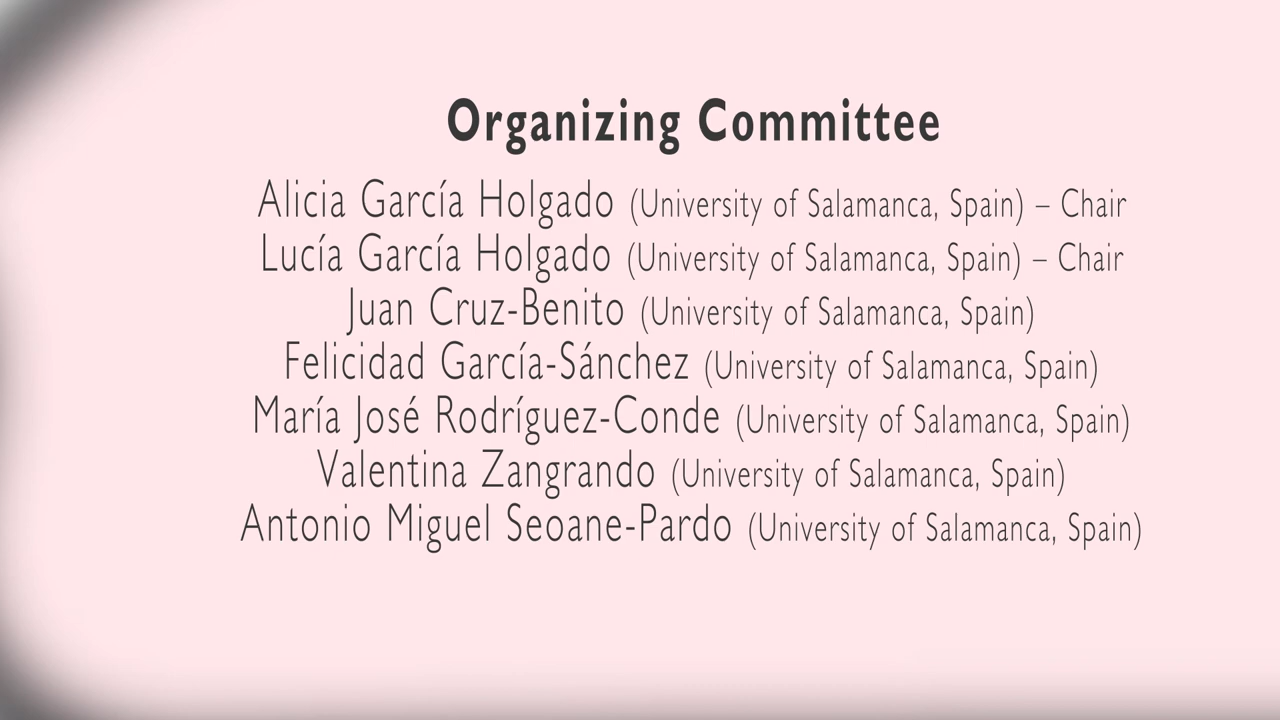 Organizing Committee
Alicia García Holgado (University of Salamanca, Spain) – Chair
Lucía García Holgado (University of Salamanca, Spain) – Chair
Juan Cruz-Benito (University of Salamanca, Spain)
Felicidad García-Sánchez (University of Salamanca, Spain)
María José Rodríguez-Conde (University of Salamanca, Spain)
Valentina Zangrando (University of Salamanca, Spain)
Antonio Miguel Seoane-Pardo (University of Salamanca, Spain)